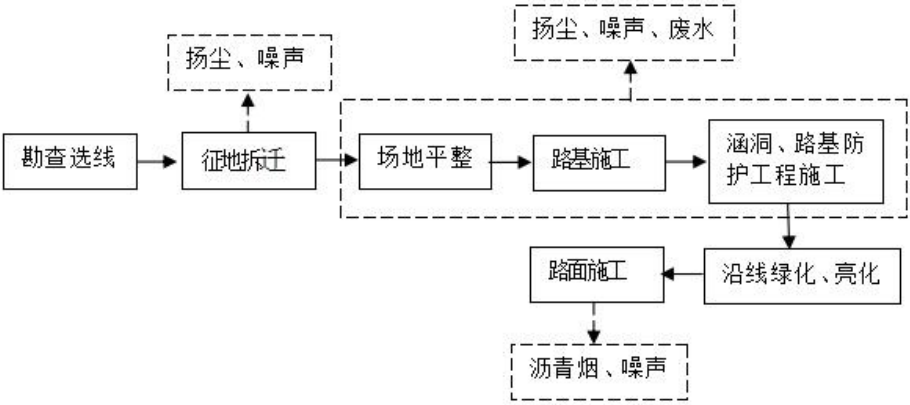 扬尘、噪声
扬尘、噪声、废水
勘查选线
征地拆迁
场地平整
路基施工
涵洞、路基防
护工程施工
路面施工
沿线绿化、亮化
沥青烟、噪声